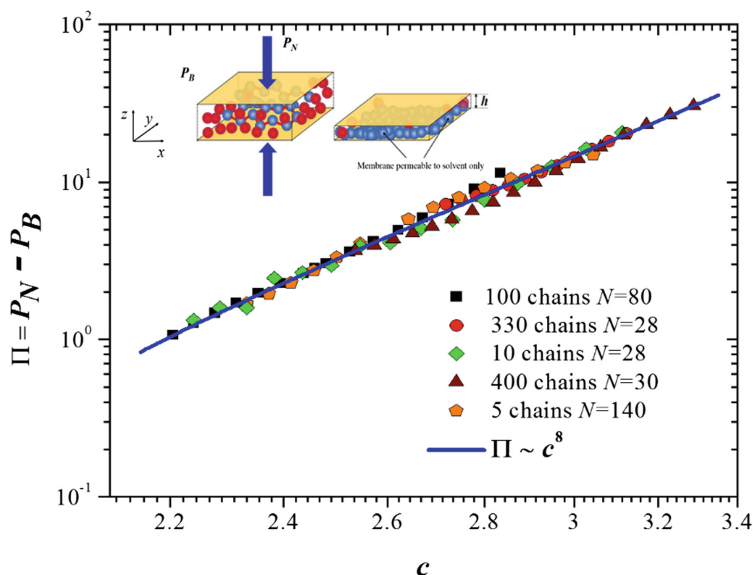 10²
P_N
P_B
h
z
y
x
Membrane permeable to solvent only
10¹
Π = P_N − P_B
10⁰
100 chains N=80
330 chains N=28
10 chains N=28
400 chains N=30
5 chains N=140
Π ~ c⁸
10⁻¹
2.2 2.4 2.6 2.8 3 3.2 3.4
c